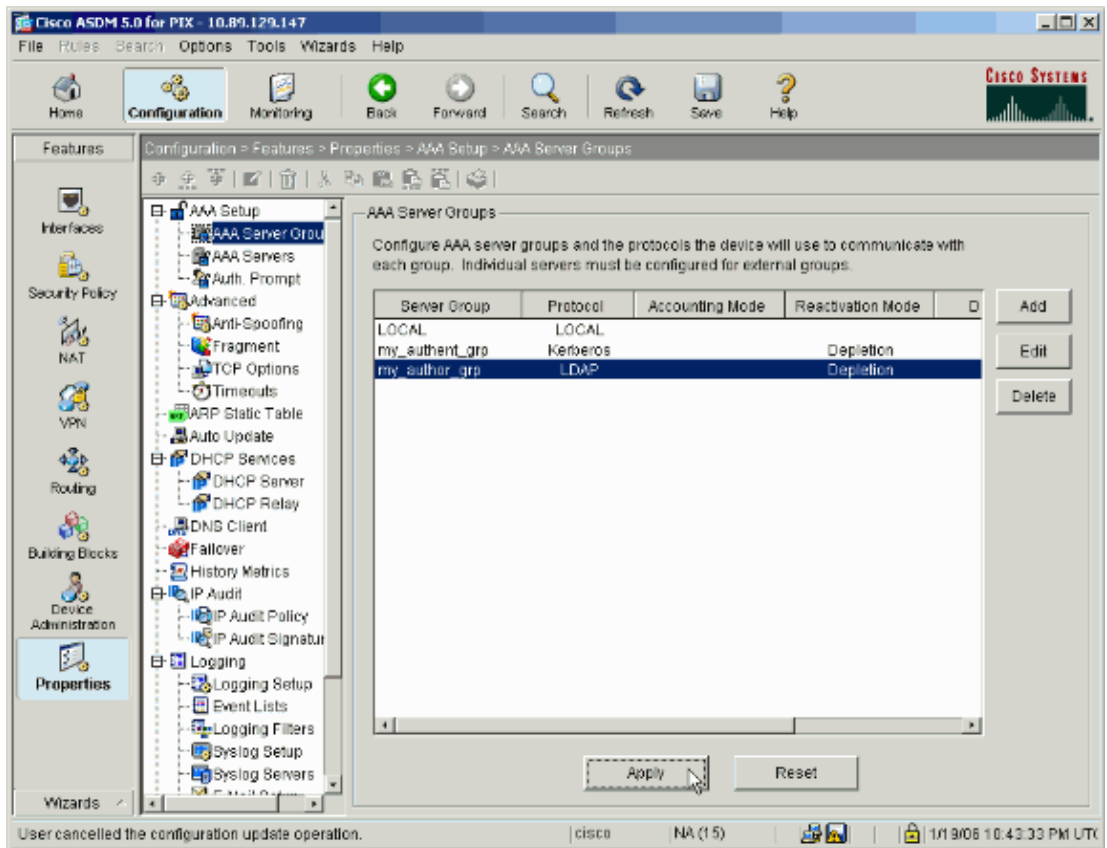 Cisco ASDM 5.0 for PIX - 10.89.129.147
File Rules Search Options Tools Wizards Help
Home Configuration Monitoring Back Forward Search Refresh Save Help
CISCO SYSTEMS
Features
Configuration > Features > Properties > AAA Setup > AAA Server Groups
Interfaces
Security Policy
NAT
VPN
Routing
Building Blocks
Device
Administration
Properties
Wizards
AAA Setup
AAA Server Grou
AAA Servers
Auth. Prompt
Advanced
Anti-Spoofing
Fragment
TCP Options
Timeouts
ARP Static Table
Auto Update
DHCP Services
DHCP Server
DHCP Relay
DNS Client
Failover
History Metrics
IP Audit
IP Audit Policy
IP Audit Signatur
Logging
Logging Setup
Event Lists
Logging Filters
Syslog Setup
Syslog Servers
AAA Server Groups
Configure AAA server groups and the protocols the device will use to communicate with
each group. Individual servers must be configured for external groups.
Server Group Protocol Accounting Mode Reactivation Mode D
LOCAL LOCAL
my_authent_grp Kerberos Depletion
my_author_grp LDAP Depletion
Add
Edit
Delete
Apply Reset
User cancelled the configuration update operation. cisco NA (15) 1/19/06 10:43:33 PM UTC